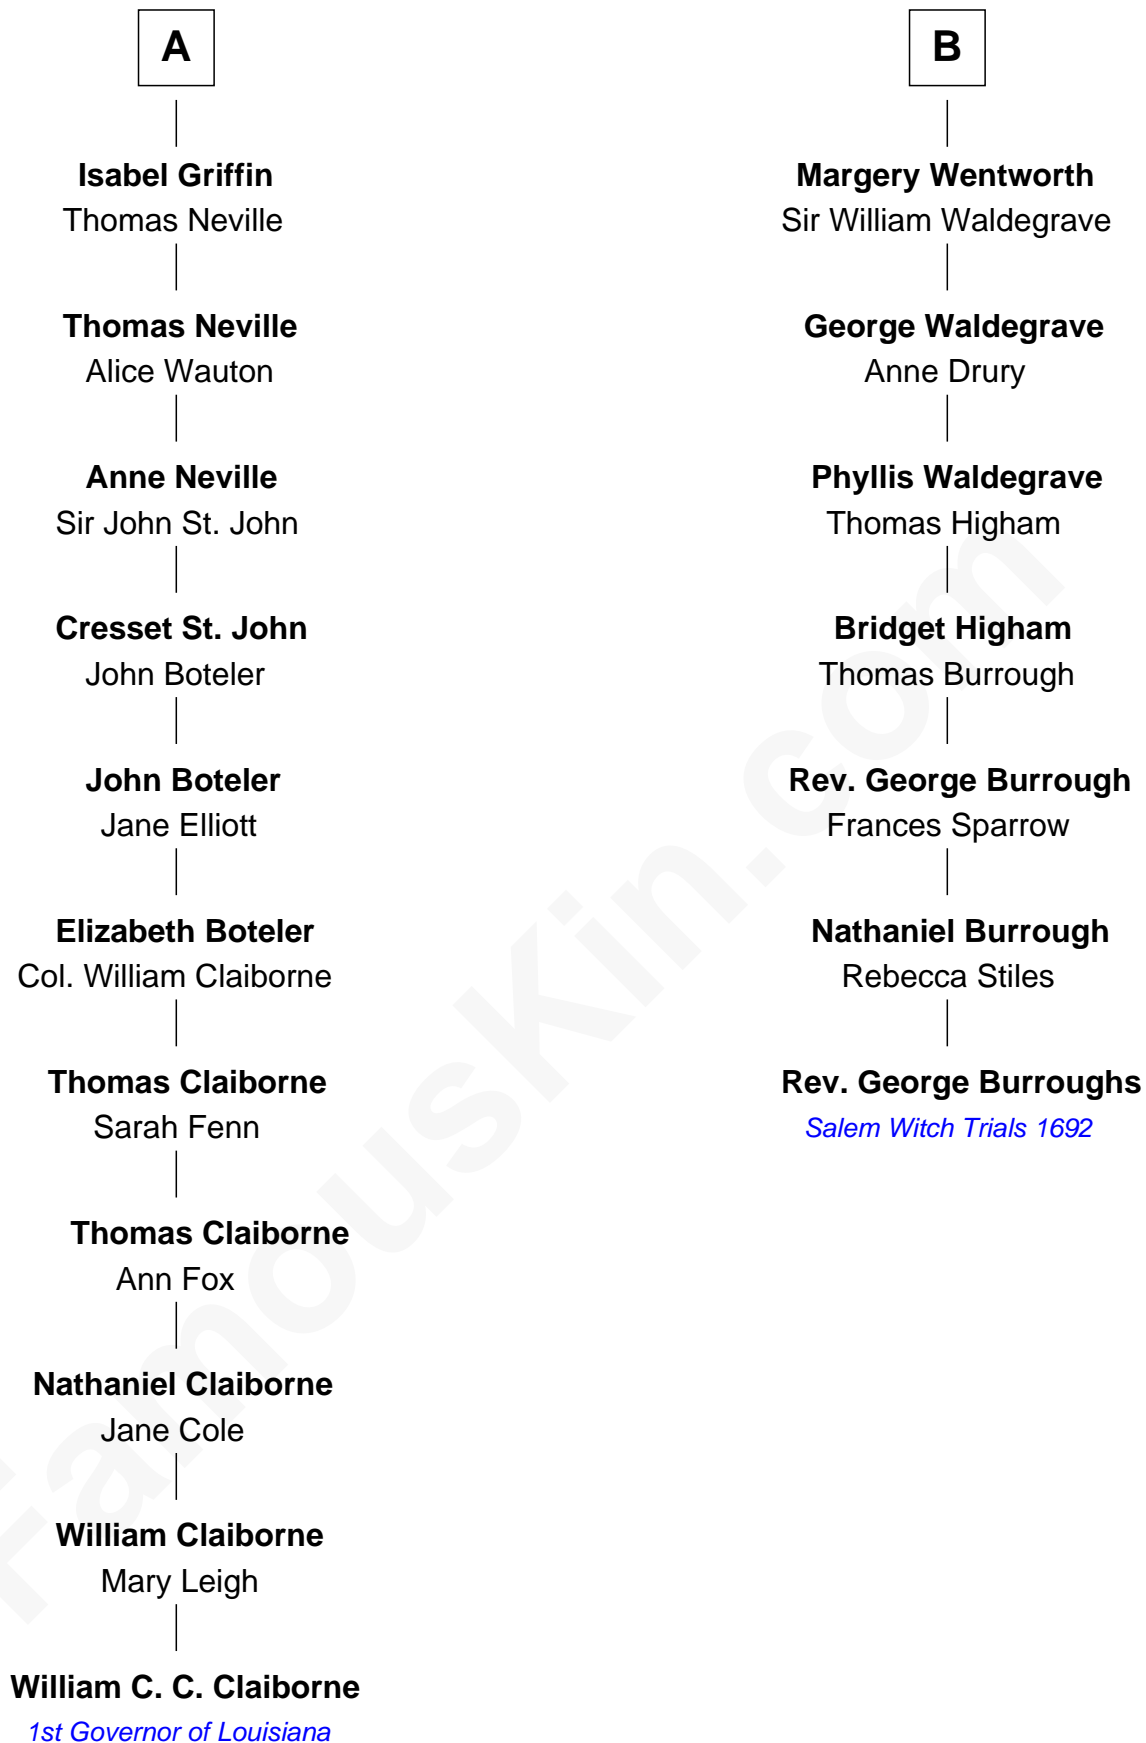 A
Isabel Griffin
Thomas Neville
Thomas Neville
Alice Wauton
Anne Neville
Sir John St. John
Cresset St. John
John Boteler
John Boteler
Jane Elliott
Elizabeth Boteler
Col. William Claiborne
Thomas Claiborne
Sarah Fenn
Thomas Claiborne
Ann Fox
Nathaniel Claiborne
Jane Cole
William Claiborne
Mary Leigh
William C. C. Claiborne
1st Governor of Louisiana
B
Margery Wentworth
Sir William Waldegrave
George Waldegrave
Anne Drury
Phyllis Waldegrave
Thomas Higham
Bridget Higham
Thomas Burrough
Rev. George Burrough
Frances Sparrow
Nathaniel Burrough
Rebecca Stiles
Rev. George Burroughs
Salem Witch Trials 1692
FamousKin.com